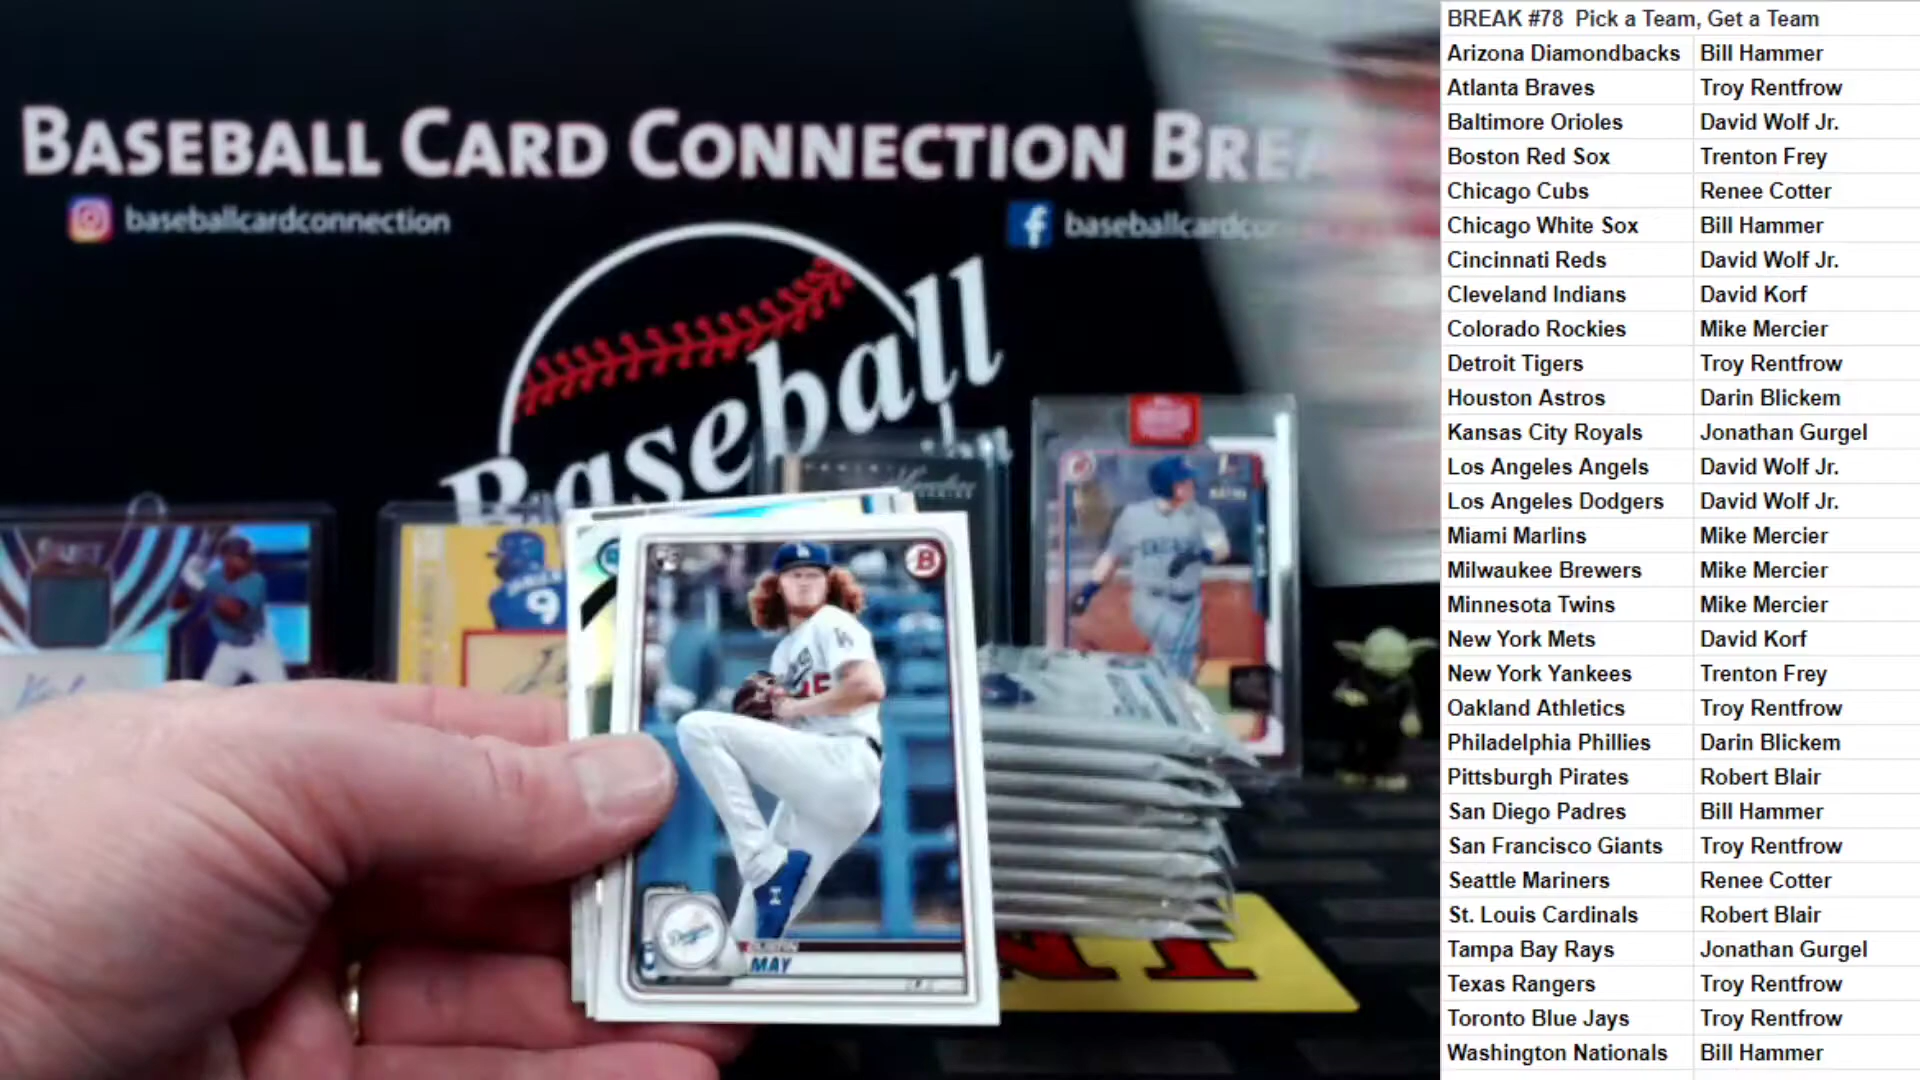 BASEBALL CARD CONNECTION BREA
baseballcardconnection
baseballcardcon
Baseball
9
B
15
Dodgers
DUSTIN
MAY
BREAK #78 Pick a Team, Get a Team
Arizona Diamondbacks Bill Hammer
Atlanta Braves Troy Rentfrow
Baltimore Orioles David Wolf Jr.
Boston Red Sox Trenton Frey
Chicago Cubs Renee Cotter
Chicago White Sox Bill Hammer
Cincinnati Reds David Wolf Jr.
Cleveland Indians David Korf
Colorado Rockies Mike Mercier
Detroit Tigers Troy Rentfrow
Houston Astros Darin Blickem
Kansas City Royals Jonathan Gurgel
Los Angeles Angels David Wolf Jr.
Los Angeles Dodgers David Wolf Jr.
Miami Marlins Mike Mercier
Milwaukee Brewers Mike Mercier
Minnesota Twins Mike Mercier
New York Mets David Korf
New York Yankees Trenton Frey
Oakland Athletics Troy Rentfrow
Philadelphia Phillies Darin Blickem
Pittsburgh Pirates Robert Blair
San Diego Padres Bill Hammer
San Francisco Giants Troy Rentfrow
Seattle Mariners Renee Cotter
St. Louis Cardinals Robert Blair
Tampa Bay Rays Jonathan Gurgel
Texas Rangers Troy Rentfrow
Toronto Blue Jays Troy Rentfrow
Washington Nationals Bill Hammer